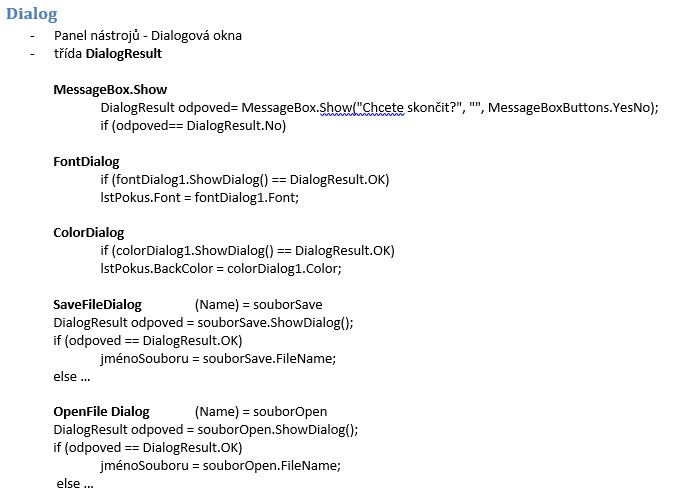 Dialog
- Panel nástrojů - Dialogová okna
- třída DialogResult
MessageBox.Show
DialogResult odpoved= MessageBox.Show("Chcete skončit?", "", MessageBoxButtons.YesNo);
if (odpoved== DialogResult.No)
FontDialog
if (fontDialog1.ShowDialog() == DialogResult.OK)
lstPokus.Font = fontDialog1.Font;
ColorDialog
if (colorDialog1.ShowDialog() == DialogResult.OK)
lstPokus.BackColor = colorDialog1.Color;
SaveFileDialog (Name) = souborSave
DialogResult odpoved = souborSave.ShowDialog();
if (odpoved == DialogResult.OK)
jménoSouboru = souborSave.FileName;
else ...
OpenFile Dialog (Name) = souborOpen
DialogResult odpoved = souborOpen.ShowDialog();
if (odpoved == DialogResult.OK)
jménoSouboru = souborOpen.FileName;
else ...